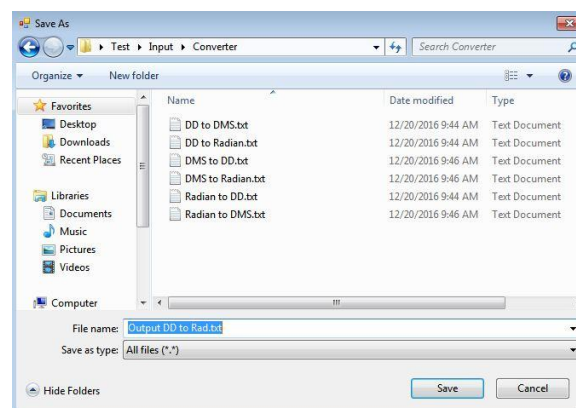 Save As
Test Input Converter Search Converter
Organize New folder
Favorites
Desktop
Downloads
Recent Places
Libraries
Documents
Music
Pictures
Videos
Computer
Name Date modified Type
DD to DMS.txt 12/20/2016 9:44 AM Text Document
DD to Radian.txt 12/20/2016 9:44 AM Text Document
DMS to DD.txt 12/20/2016 9:46 AM Text Document
DMS to Radian.txt 12/20/2016 9:46 AM Text Document
Radian to DD.txt 12/20/2016 9:44 AM Text Document
Radian to DMS.txt 12/20/2016 9:46 AM Text Document
File name: Output DD to Rad.txt
Save as type: All files (*.*)
Hide Folders Save Cancel